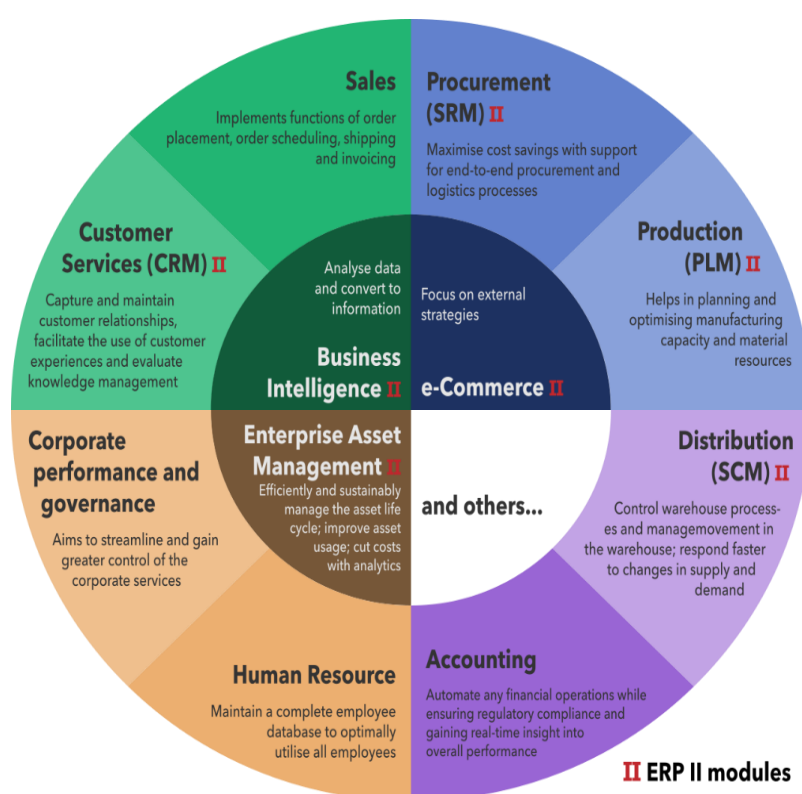 Sales
Implements functions of order
placement, order scheduling, shipping
and invoicing
Procurement
(SRM) II
Maximise cost savings with support
for end-to-end procurement and
logistics processes
Customer
Services (CRM) II
Capture and maintain
customer relationships,
facilitate the use of customer
experiences and evaluate
knowledge management
Analyse data
and convert to
information
Business
Intelligence II
Focus on external
strategies
e-Commerce II
Production
(PLM) II
Helps in planning and
optimising manufacturing
capacity and material
resources
Corporate
performance and
governance
Aims to streamline and gain
greater control of the
corporate services
Enterprise Asset
Management II
Efficiently and sustainably
manage the asset life
cycle; improve asset
usage; cut costs
with analytics
and others...
Distribution
(SCM) II
Control warehouse process-
es and managemovement in
the warehouse; respond faster
to changes in supply and
demand
Human Resource
Maintain a complete employee
database to optimally
utilise all employees
Accounting
Automate any financial operations while
ensuring regulatory compliance and
gaining real-time insight into
overall performance
II ERP II modules